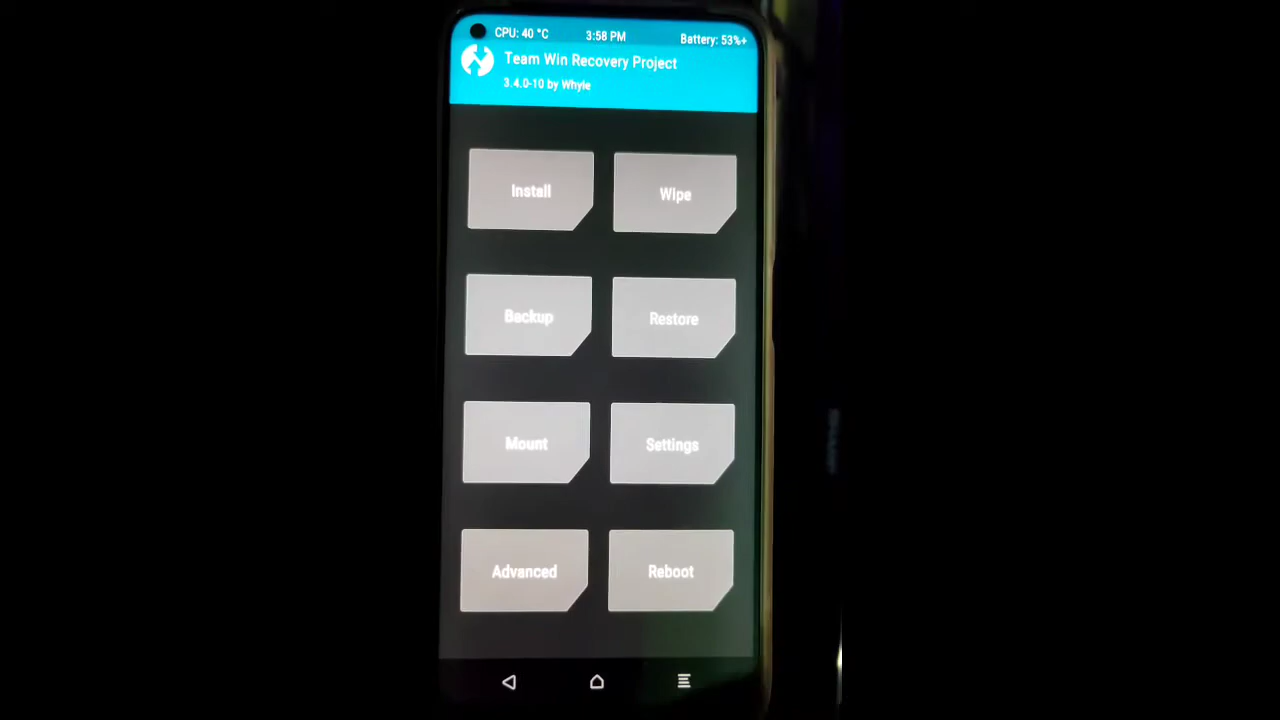 CPU: 40 °C 3:58 PM Battery: 53%+
Team Win Recovery Project
3.4.0-10 by Whyle
Install Wipe
Backup Restore
Mount Settings
Advanced Reboot
SHARP